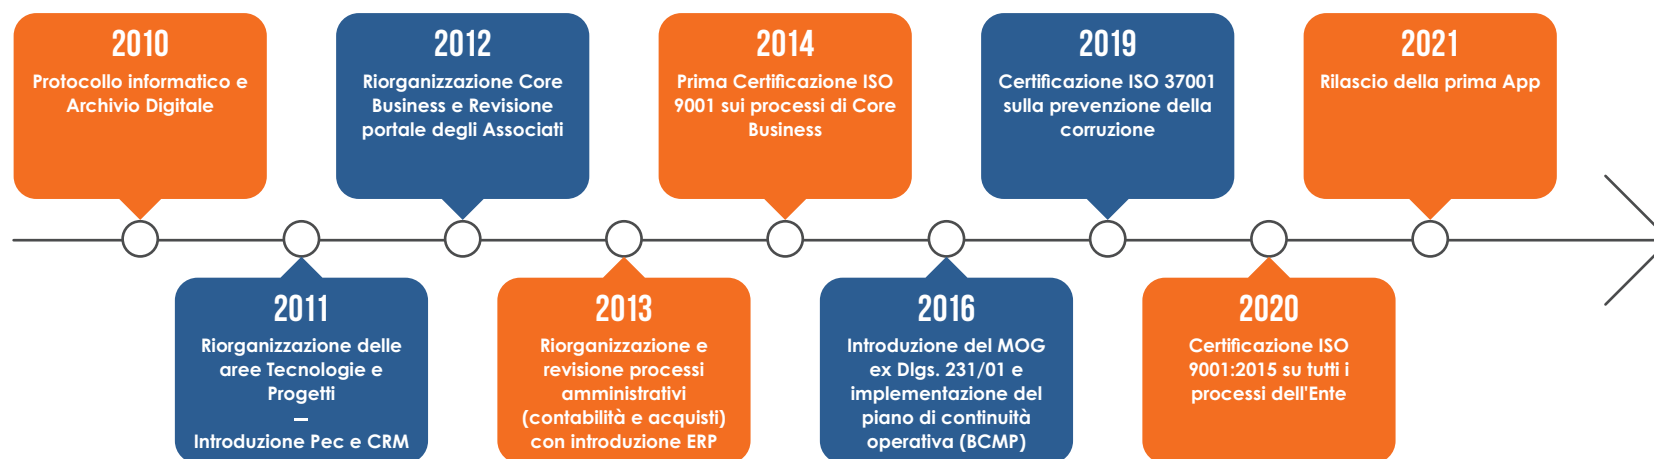 2010
Protocollo informatico e
Archivio Digitale
2011
Riorganizzazione delle
aree Tecnologie e
Progetti
–
Introduzione Pec e CRM
2012
Riorganizzazione Core
Business e Revisione
portale degli Associati
2013
Riorganizzazione e
revisione processi
amministrativi
(contabilità e acquisti)
con introduzione ERP
2014
Prima Certificazione ISO
9001 sui processi di Core
Business
2016
Introduzione del MOG
ex Dlgs. 231/01 e
implementazione del
piano di continuità
operativa (BCMP)
2019
Certificazione ISO 37001
sulla prevenzione della
corruzione
2020
Certificazione ISO
9001:2015 su tutti i
processi dell'Ente
2021
Rilascio della prima App